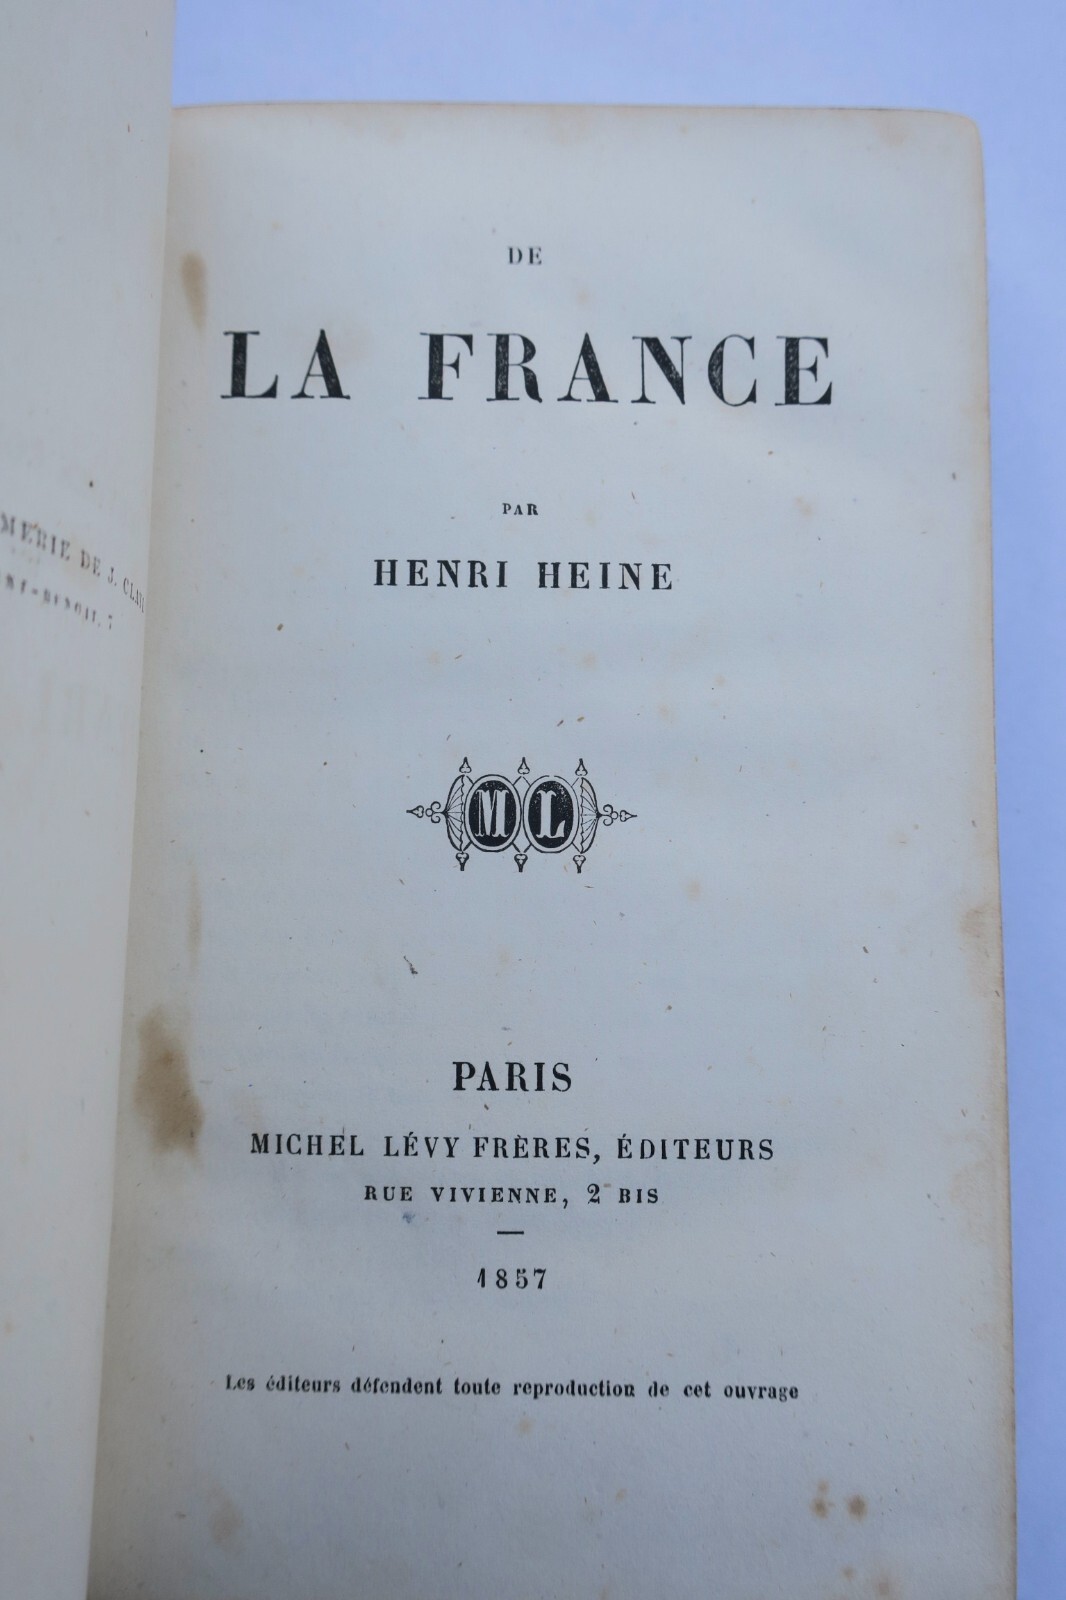 DE
LA FRANCE
PAR
HENRI HEINE
ML
PARIS
MICHEL LÉVY FRÈRES, ÉDITEURS
RUE VIVIENNE, 2 BIS
1857
Les éditeurs défendent toute reproduction de cet ouvrage
DE J.